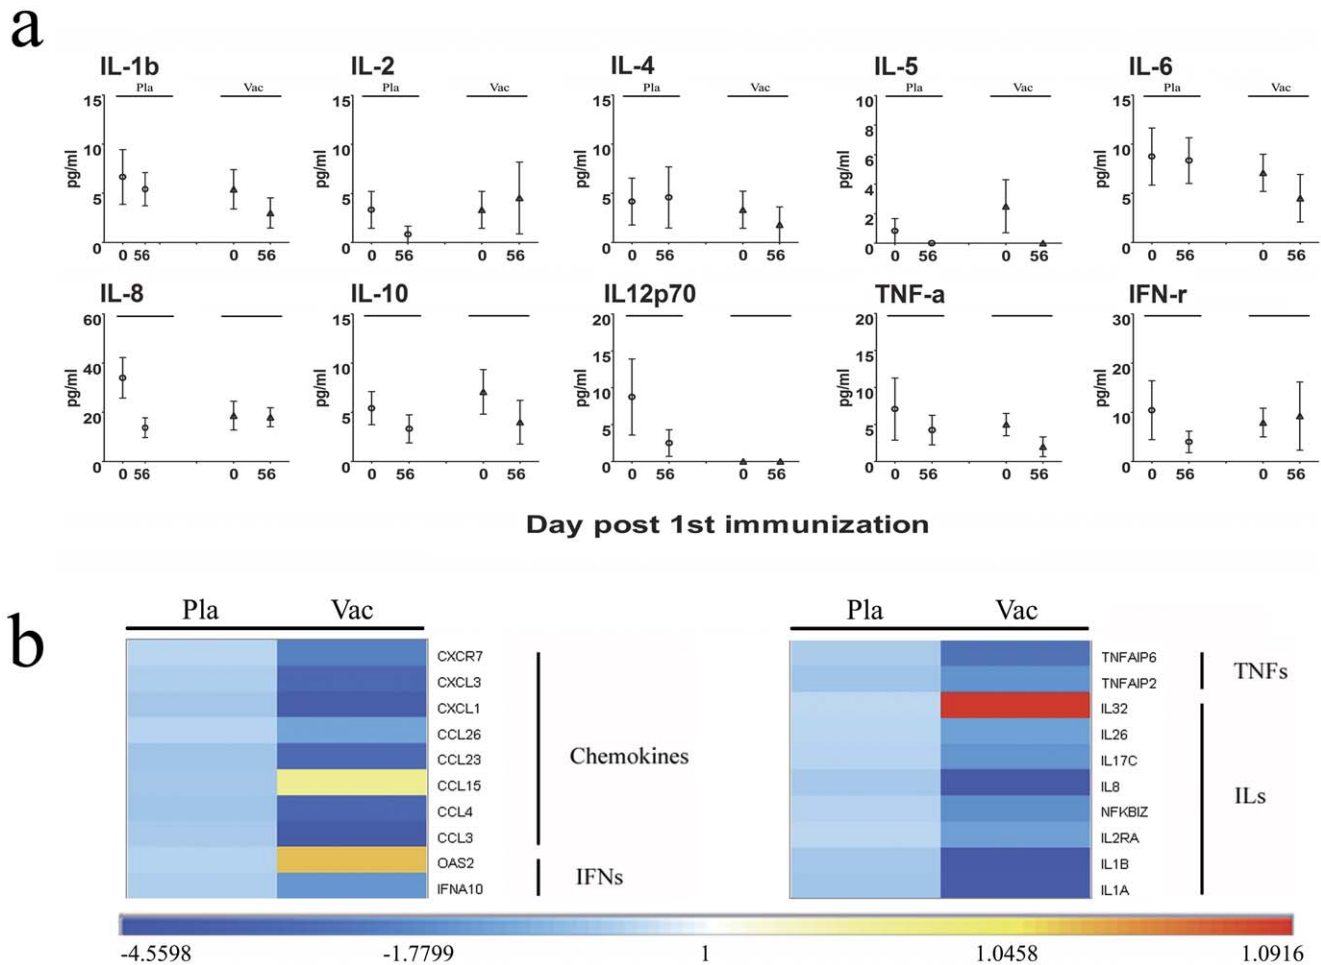 a
IL-1b
Pla Vac
15
10
5
0
pg/ml
0 56 0 56
IL-2
Pla Vac
15
10
5
0
pg/ml
0 56 0 56
IL-4
Pla Vac
15
10
5
0
pg/ml
0 56 0 56
IL-5
Pla Vac
10
8
6
4
2
0
pg/ml
0 56 0 56
IL-6
Pla Vac
15
10
5
0
pg/ml
0 56 0 56
IL-8
60
40
20
0
pg/ml
0 56 0 56
IL-10
15
10
5
0
pg/ml
0 56 0 56
IL12p70
20
15
10
5
0
pg/ml
0 56 0 56
TNF-a
20
15
10
5
0
pg/ml
0 56 0 56
IFN-r
30
20
10
0
pg/ml
0 56 0 56
Day post 1st immunization
b
Pla Vac
CXCR7
CXCL3
CXCL1
CCL26
CCL23
CCL15
CCL4
CCL3
OAS2
IFNA10
Chemokines
IFNs
Pla Vac
TNFAIP6
TNFAIP2
IL32
IL26
IL17C
IL8
NFKBIZ
IL2RA
IL1B
IL1A
TNFs
ILs
-4.5598 -1.7799 1 1.0458 1.0916